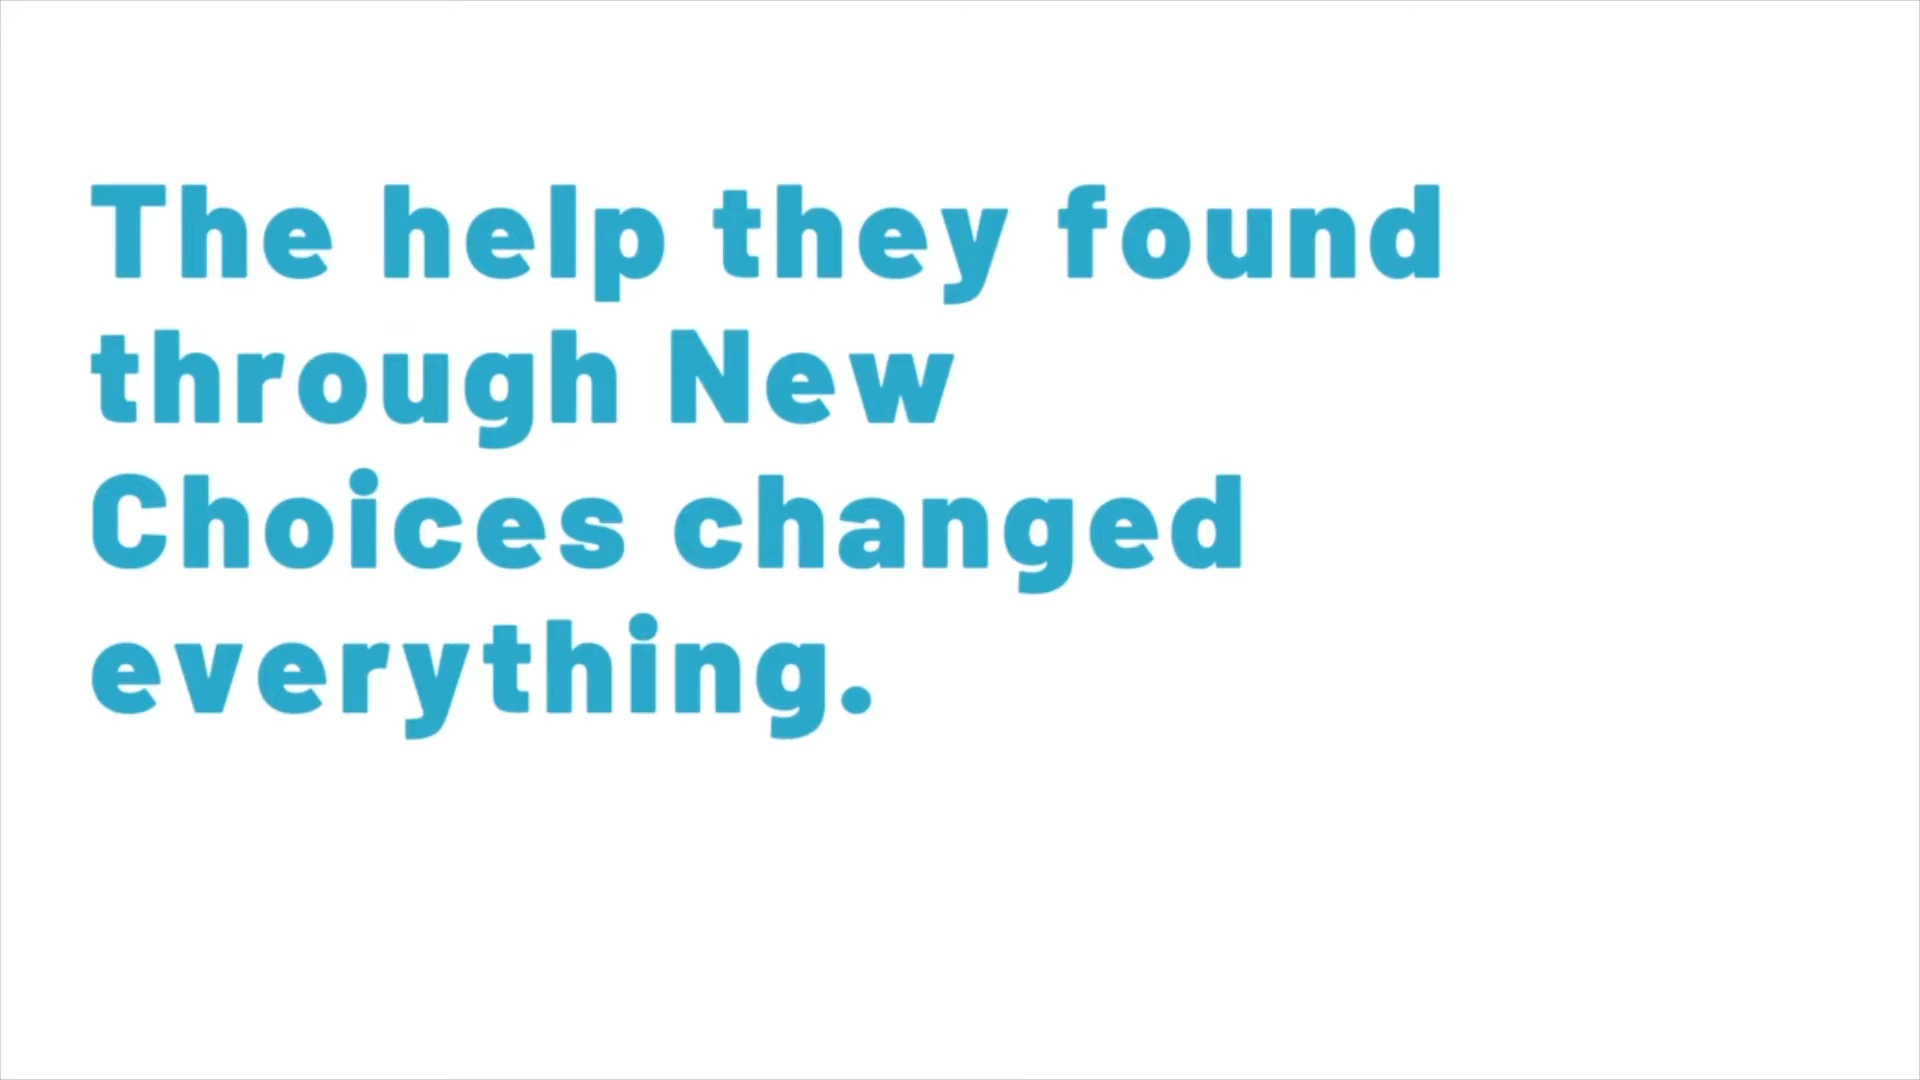 The help they found
through New
Choices changed
everything.